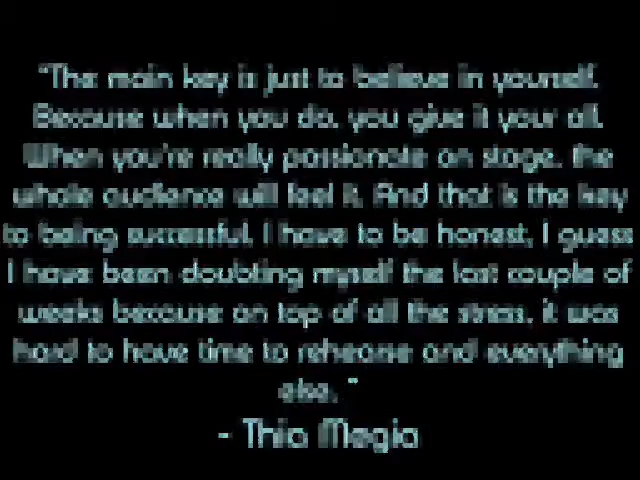 "The main key is just to believe in yourself.
Because when you do, you give it your all.
When you're really passionate on stage, the
whole audience will feel it. And that is the key
to being successful. I have to be honest, I guess
I have been doubting myself the last couple of
weeks because on top of all the stress, it was
hard to have time to rehearse and everything
else. "
- Thia Megia